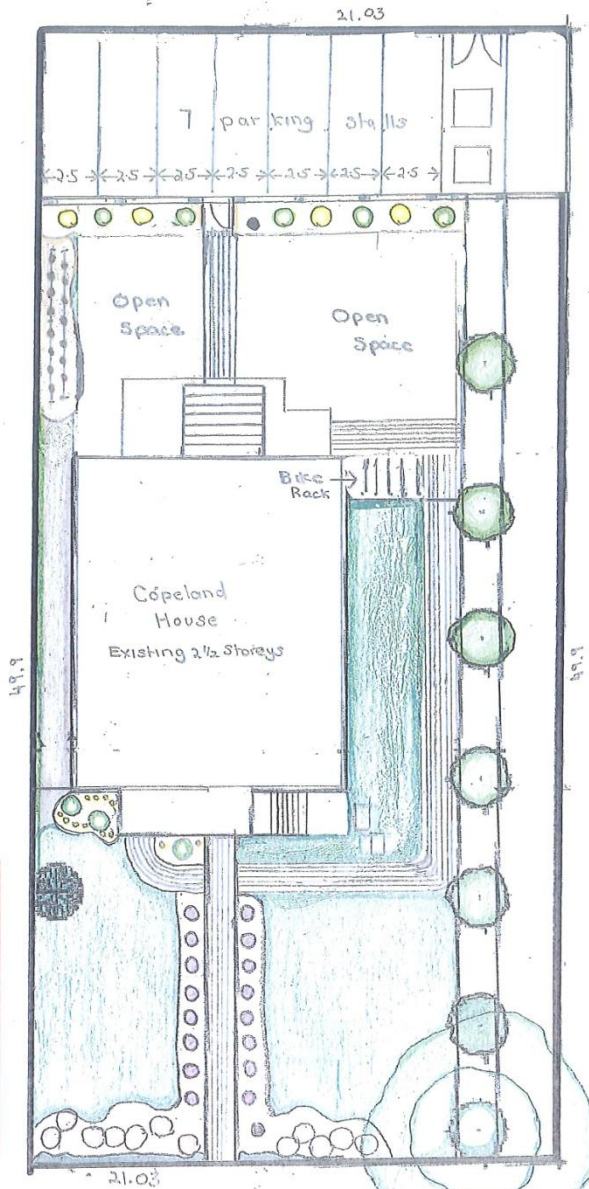 21.03
7 parking stalls
2.5 2.5 2.5 2.5 2.5 2.5 2.5
Open
Space
Open
Space
Bike
Rack
Copeland
House
Existing 2½ Storeys
49.9
49.9
21.03